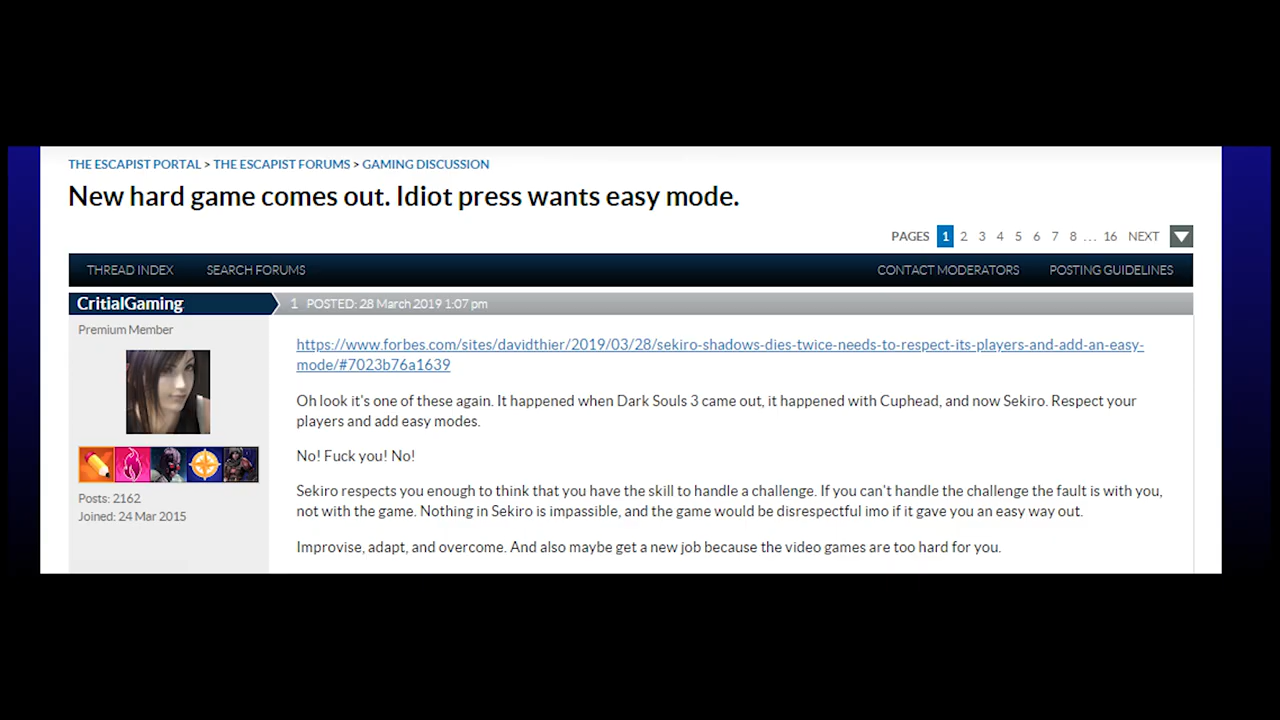 THE ESCAPIST PORTAL > THE ESCAPIST FORUMS > GAMING DISCUSSION
New hard game comes out. Idiot press wants easy mode.
PAGES 1 2 3 4 5 6 7 8 ... 16 NEXT
THREAD INDEX SEARCH FORUMS CONTACT MODERATORS POSTING GUIDELINES
CritialGaming 1 POSTED: 28 March 2019 1:07 pm
Premium Member
https://www.forbes.com/sites/davidthier/2019/03/28/sekiro-shadows-dies-twice-needs-to-respect-its-players-and-add-an-easy-
mode/#7023b76a1639
Oh look it's one of these again. It happened when Dark Souls 3 came out, it happened with Cuphead, and now Sekiro. Respect your
players and add easy modes.
No! Fuck you! No!
Posts: 2162
Joined: 24 Mar 2015
Sekiro respects you enough to think that you have the skill to handle a challenge. If you can't handle the challenge the fault is with you,
not with the game. Nothing in Sekiro is impassible, and the game would be disrespectful imo if it gave you an easy way out.
Improvise, adapt, and overcome. And also maybe get a new job because the video games are too hard for you.